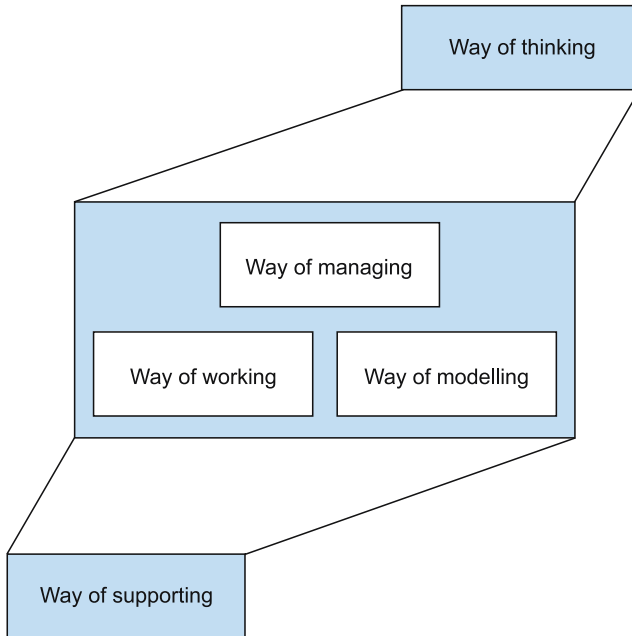 Way of thinking
Way of managing
Way of working
Way of modelling
Way of supporting